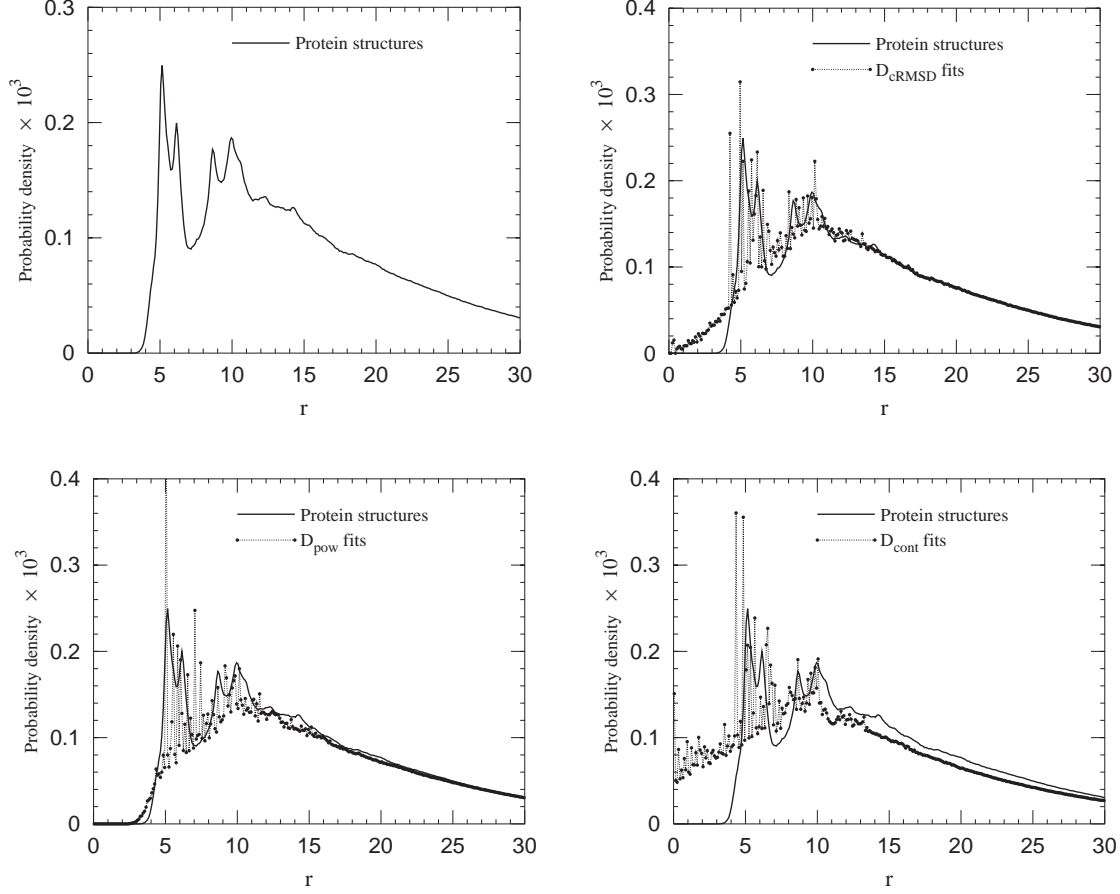 0.3
0.2
0.1
0
Probability density × 10³
Protein structures
0 5 10 15 20 25 30
r
0.4
0.3
0.2
0.1
0
Probability density × 10³
Protein structures
D_cRMSD fits
0 5 10 15 20 25 30
r
0.4
0.3
0.2
0.1
0
Probability density × 10³
Protein structures
D_pow fits
0 5 10 15 20 25 30
r
0.4
0.3
0.2
0.1
0
Probability density × 10³
Protein structures
D_cont fits
0 5 10 15 20 25 30
r